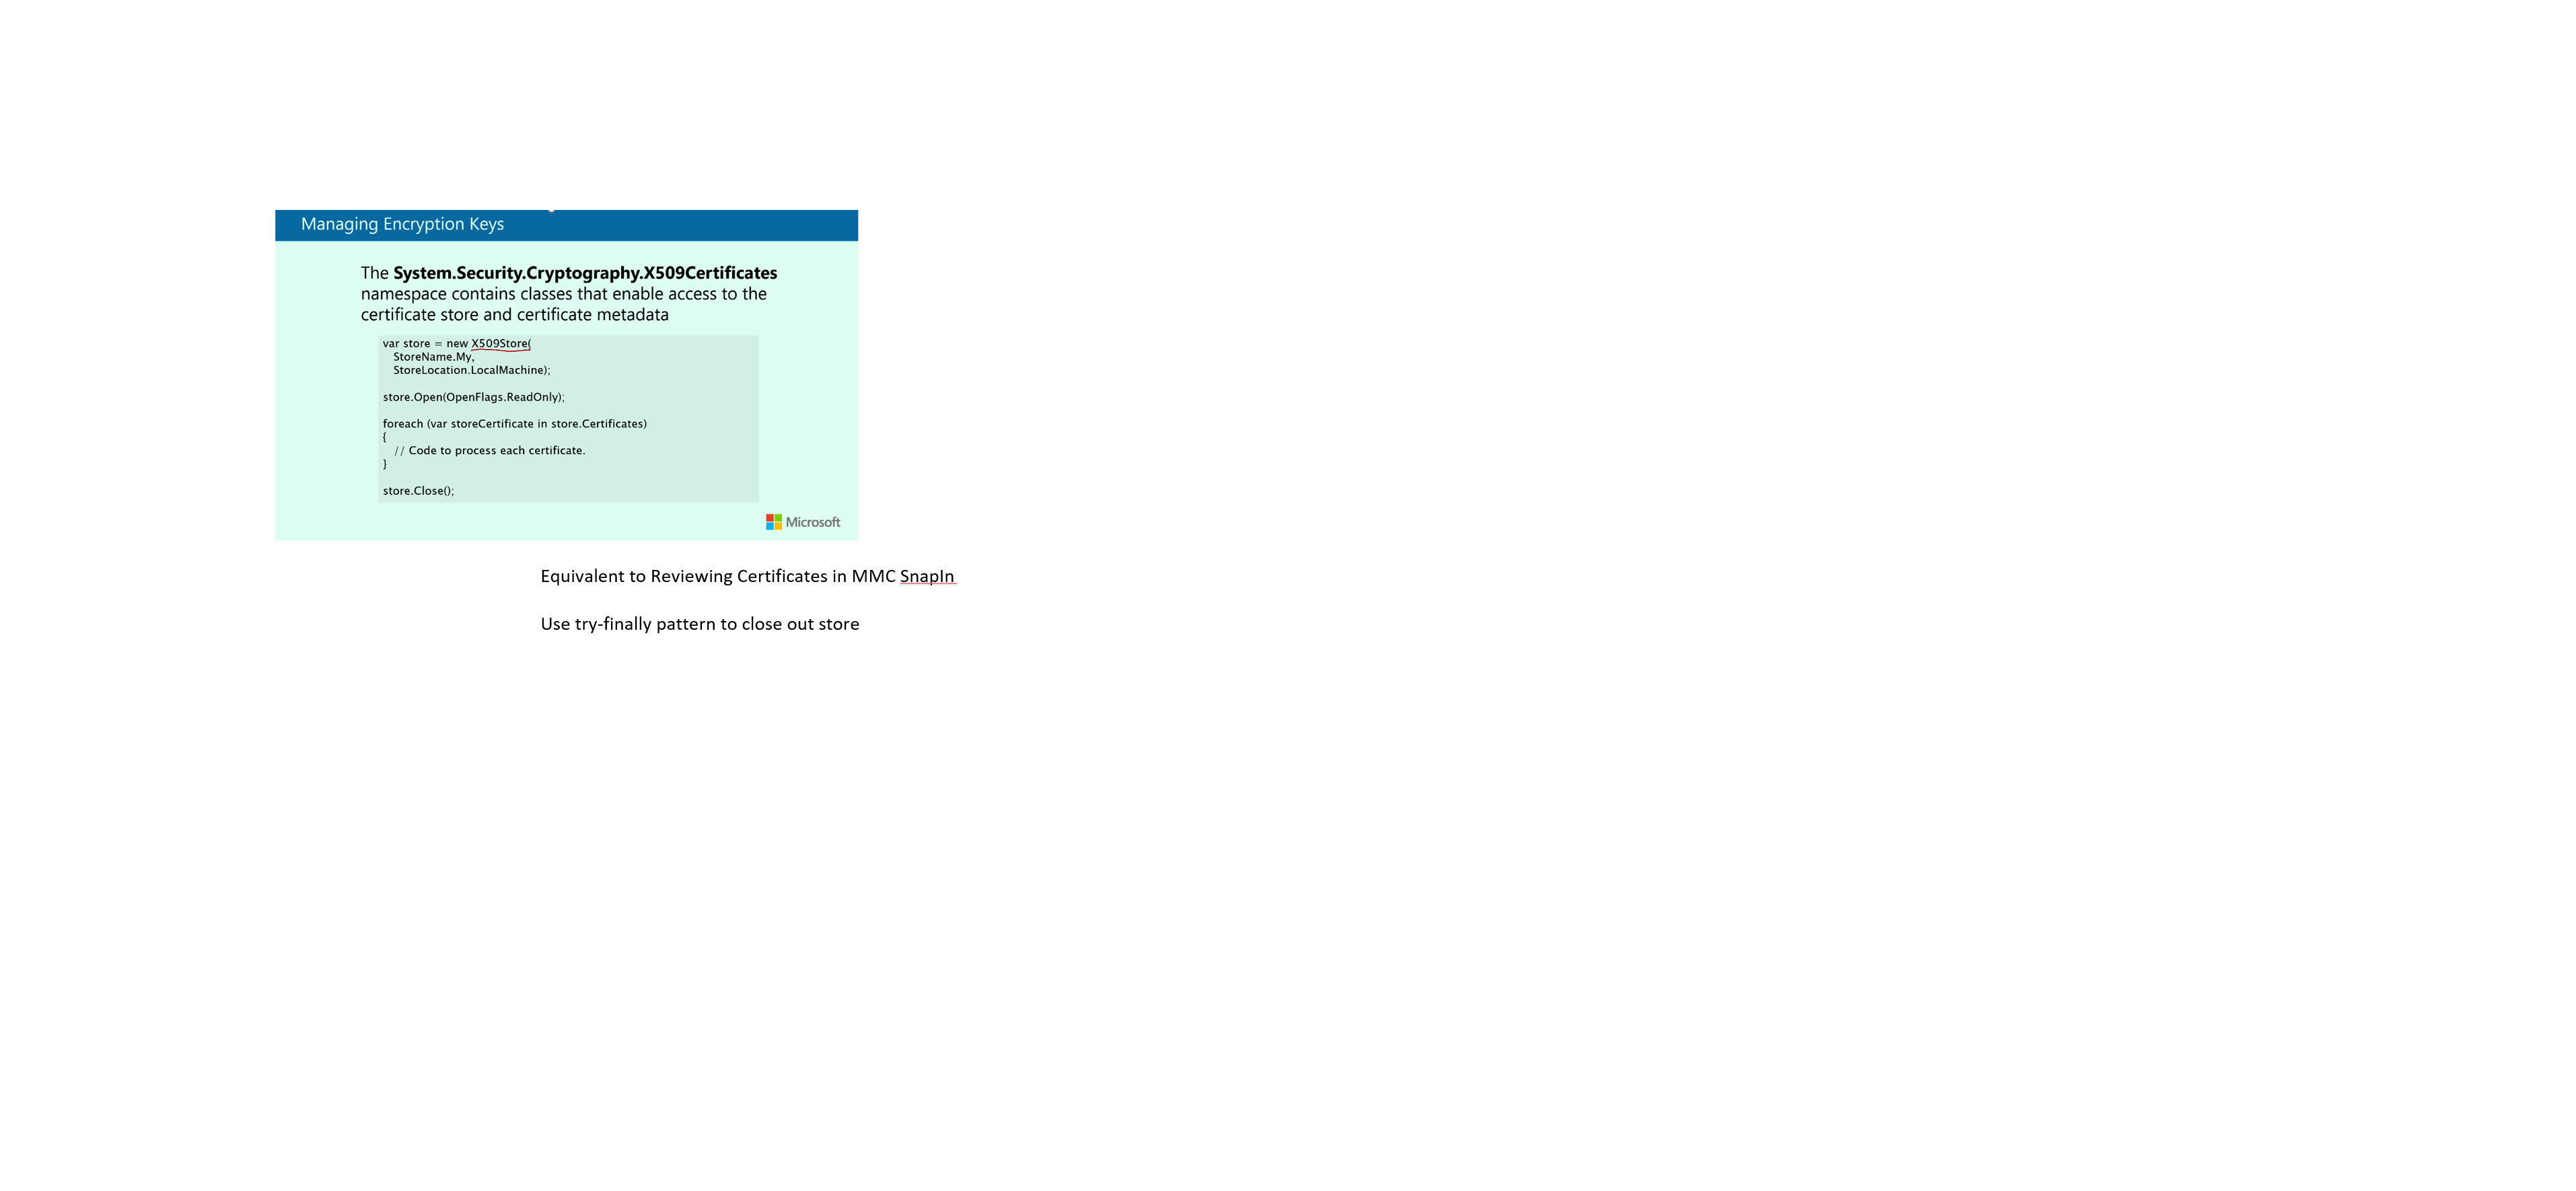 Managing Encryption Keys
The System.Security.Cryptography.X509Certificates
namespace contains classes that enable access to the
certificate store and certificate metadata
var store = new X509Store(
StoreName.My,
StoreLocation.LocalMachine);
store.Open(OpenFlags.ReadOnly);
foreach (var storeCertificate in store.Certificates)
{
// Code to process each certificate.
}
store.Close();
Microsoft
Equivalent to Reviewing Certificates in MMC SnapIn
Use try-finally pattern to close out store